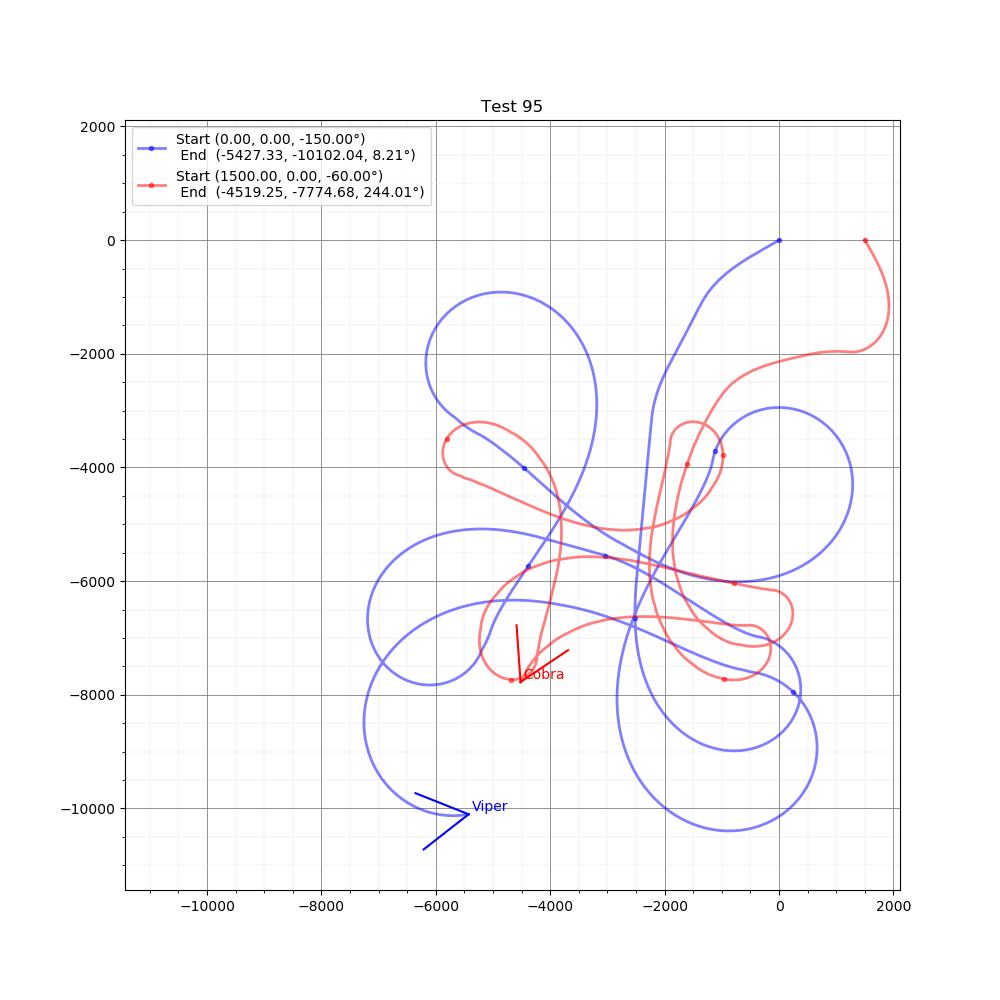 Test 95
Start (0.00, 0.00, -150.00°)
End  (-5427.33, -10102.04, 8.21°)
Start (1500.00, 0.00, -60.00°)
End  (-4519.25, -7774.68, 244.01°)
2000
0
−2000
−4000
−6000
−8000
−10000
Cobra
Viper
−10000
−8000
−6000
−4000
−2000
0
2000